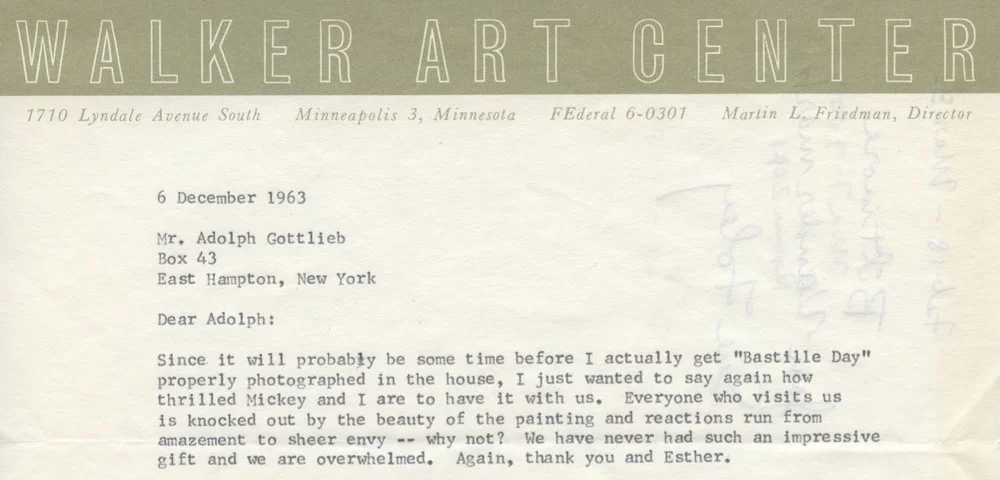 WALKER ART CENTER
1710 Lyndale Avenue South Minneapolis 3, Minnesota FEderal 6-0301 Martin L. Friedman, Director
6 December 1963
Mr. Adolph Gottlieb
Box 43
East Hampton, New York
Dear Adolph:
Since it will probably be some time before I actually get "Bastille Day"
properly photographed in the house, I just wanted to say again how
thrilled Mickey and I are to have it with us. Everyone who visits us
is knocked out by the beauty of the painting and reactions run from
amazement to sheer envy -- why not? We have never had such an impressive
gift and we are overwhelmed. Again, thank you and Esther.